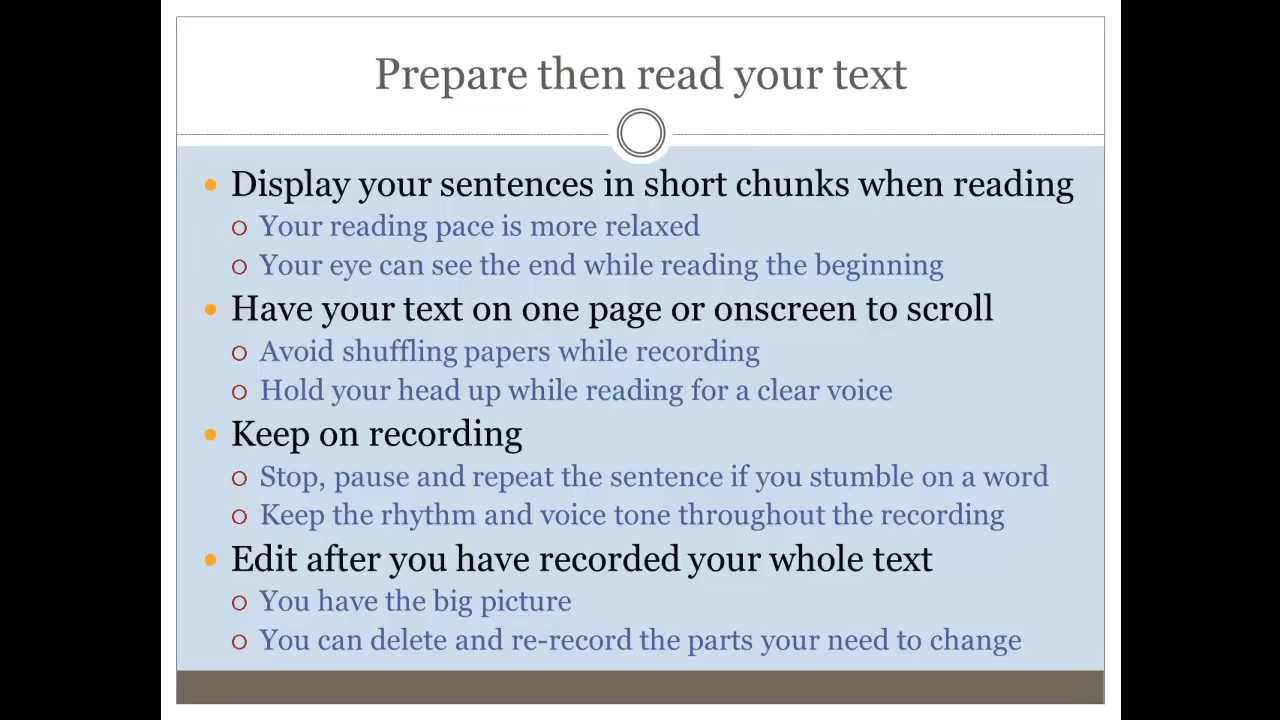 Prepare then read your text
Display your sentences in short chunks when reading
Your reading pace is more relaxed
Your eye can see the end while reading the beginning
Have your text on one page or onscreen to scroll
Avoid shuffling papers while recording
Hold your head up while reading for a clear voice
Keep on recording
Stop, pause and repeat the sentence if you stumble on a word
Keep the rhythm and voice tone throughout the recording
Edit after you have recorded your whole text
You have the big picture
You can delete and re-record the parts your need to change